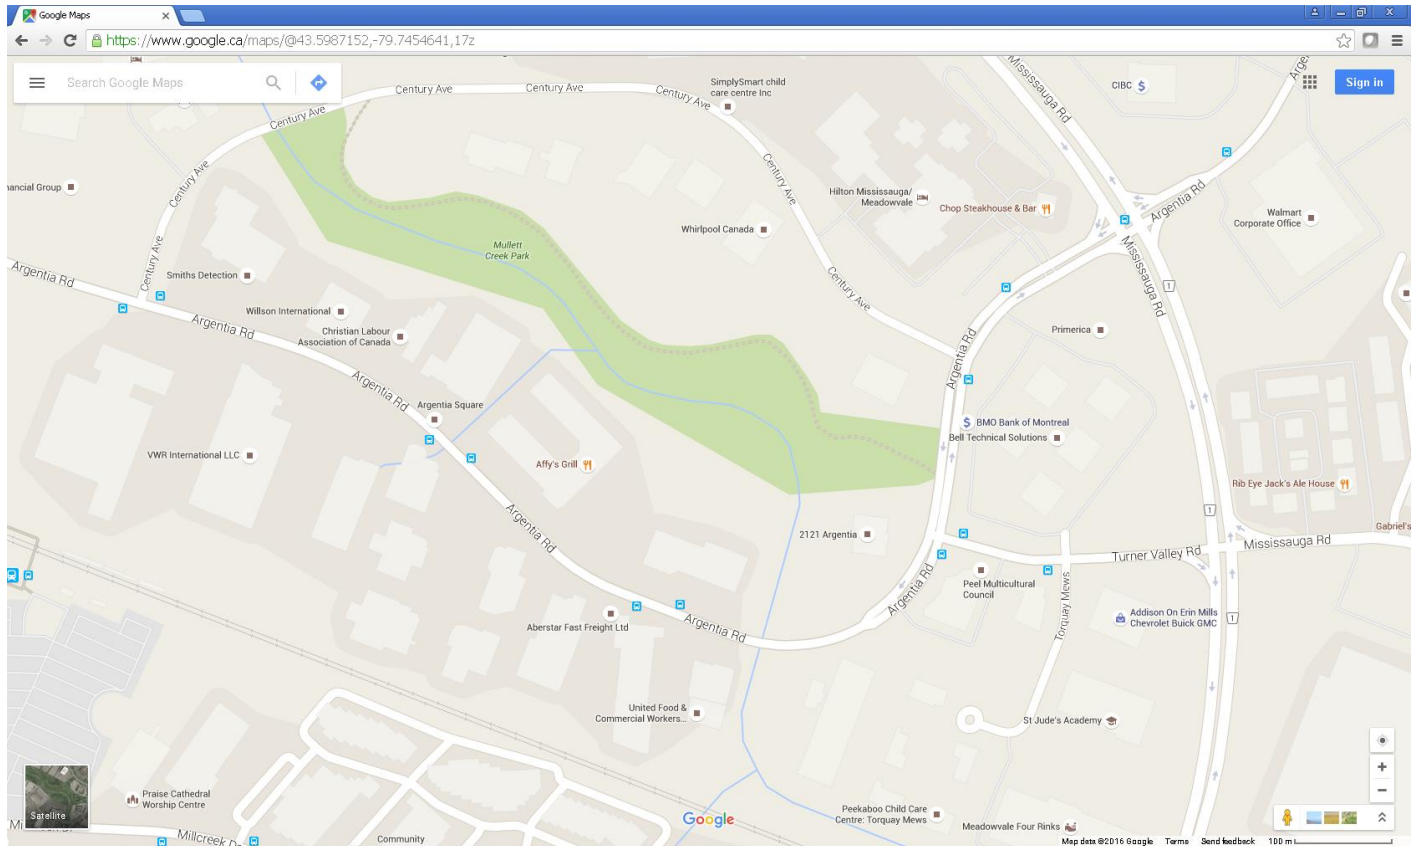 Google Maps
https://www.google.ca/maps/@43.5987152,-79.7454641,17z
Search Google Maps
Sign in
SimplySmart child
care centre Inc
CIBC
Mississauga Rd
Century Ave
Century Ave
Century Ave
Century Ave
Century Ave
Century Ave
Century Ave
Century Ave
ancial Group
Hilton Mississauga/
Meadowvale
Chop Steakhouse & Bar
Argentia Rd
Walmart
Corporate Office
Whirlpool Canada
Mullett
Creek Park
Mississauga Rd
Argentia Rd
Smiths Detection
1
Willson International
Argentia Rd
Christian Labour
Association of Canada
Primerica
Argentia Rd
Argentia Rd
Argentia Square
BMO Bank of Montreal
Bell Technical Solutions
VWR International LLC
Affy's Grill
Rib Eye Jack's Ale House
1
Argentia Rd
Gabriel's
2121 Argentia
Mississauga Rd
Turner Valley Rd
Peel Multicultural
Council
Argentia Rd
Torquay Mews
Aberstar Fast Freight Ltd
Argentia Rd
Addison On Erin Mills
Chevrolet Buick GMC
1
United Food &
Commercial Workers...
St Jude's Academy
Praise Cathedral
Worship Centre
Satellite
Google
Peekaboo Child Care
Centre: Torquay Mews
Meadowvale Four Rinks
Millcreek D
Community
Map data ©2016 Google Terms Send feedback 100 m